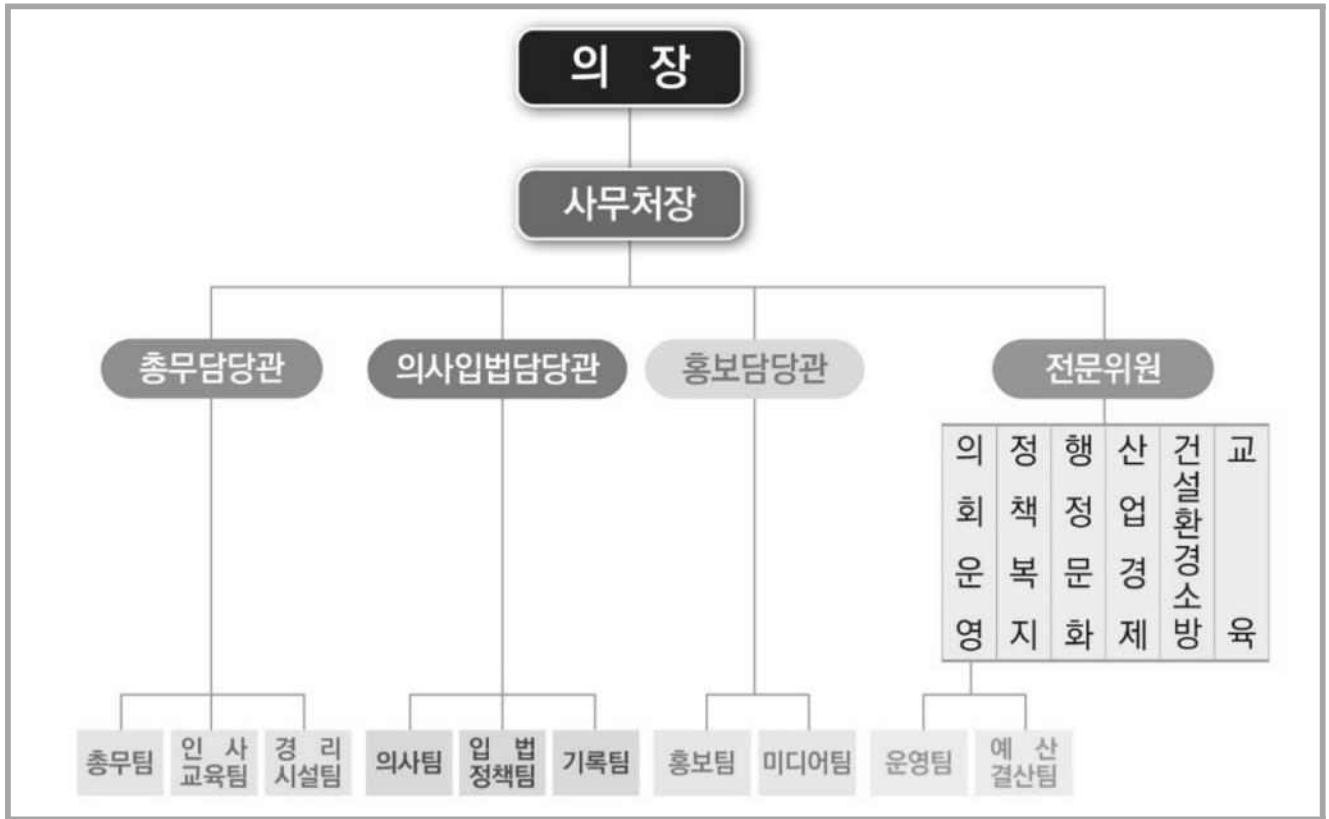 의 장
사무처장
총무담당관
의사입법담당관
홍보담당관
전문위원
의회운영
정책복지
행정문화
산업경제
건설환경소방
교육
총무팀
인 사
교육팀
경 리
시설팀
의사팀
입 법
정책팀
기록팀
홍보팀
미디어팀
운영팀
예 산
결산팀